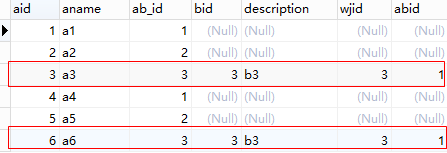 aid aname ab_id bid description wjid abid
1 a1 1 (Null) (Null) (Null) (Null)
2 a2 2 (Null) (Null) (Null) (Null)
3 a3 3 3 b3 3 1
4 a4 1 (Null) (Null) (Null) (Null)
5 a5 2 (Null) (Null) (Null) (Null)
6 a6 3 3 b3 3 1